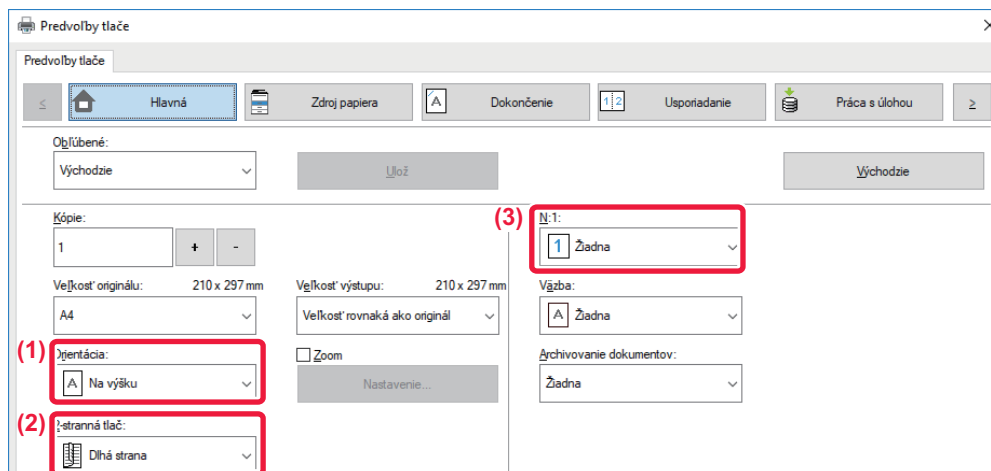 Predvoľby tlače
Predvoľby tlače
≤ Hlavná Zdroj papiera A Dokončenie 1 2 Usporiadanie Práca s úlohou ≥
Obľúbené:
Východzie Ulož Východzie
Kópie: (3) N:1:
1 + - 1 Žiadna
Veľkosť originálu: 210 x 297 mm Veľkosť výstupu: 210 x 297 mm Väzba:
A4 Veľkosť rovnaká ako originál A Žiadna
(1) Orientácia: Zoom Archivovanie dokumentov:
A Na výšku Nastavenie... Žiadna
(2) 2-stranná tlač:
Dlhá strana